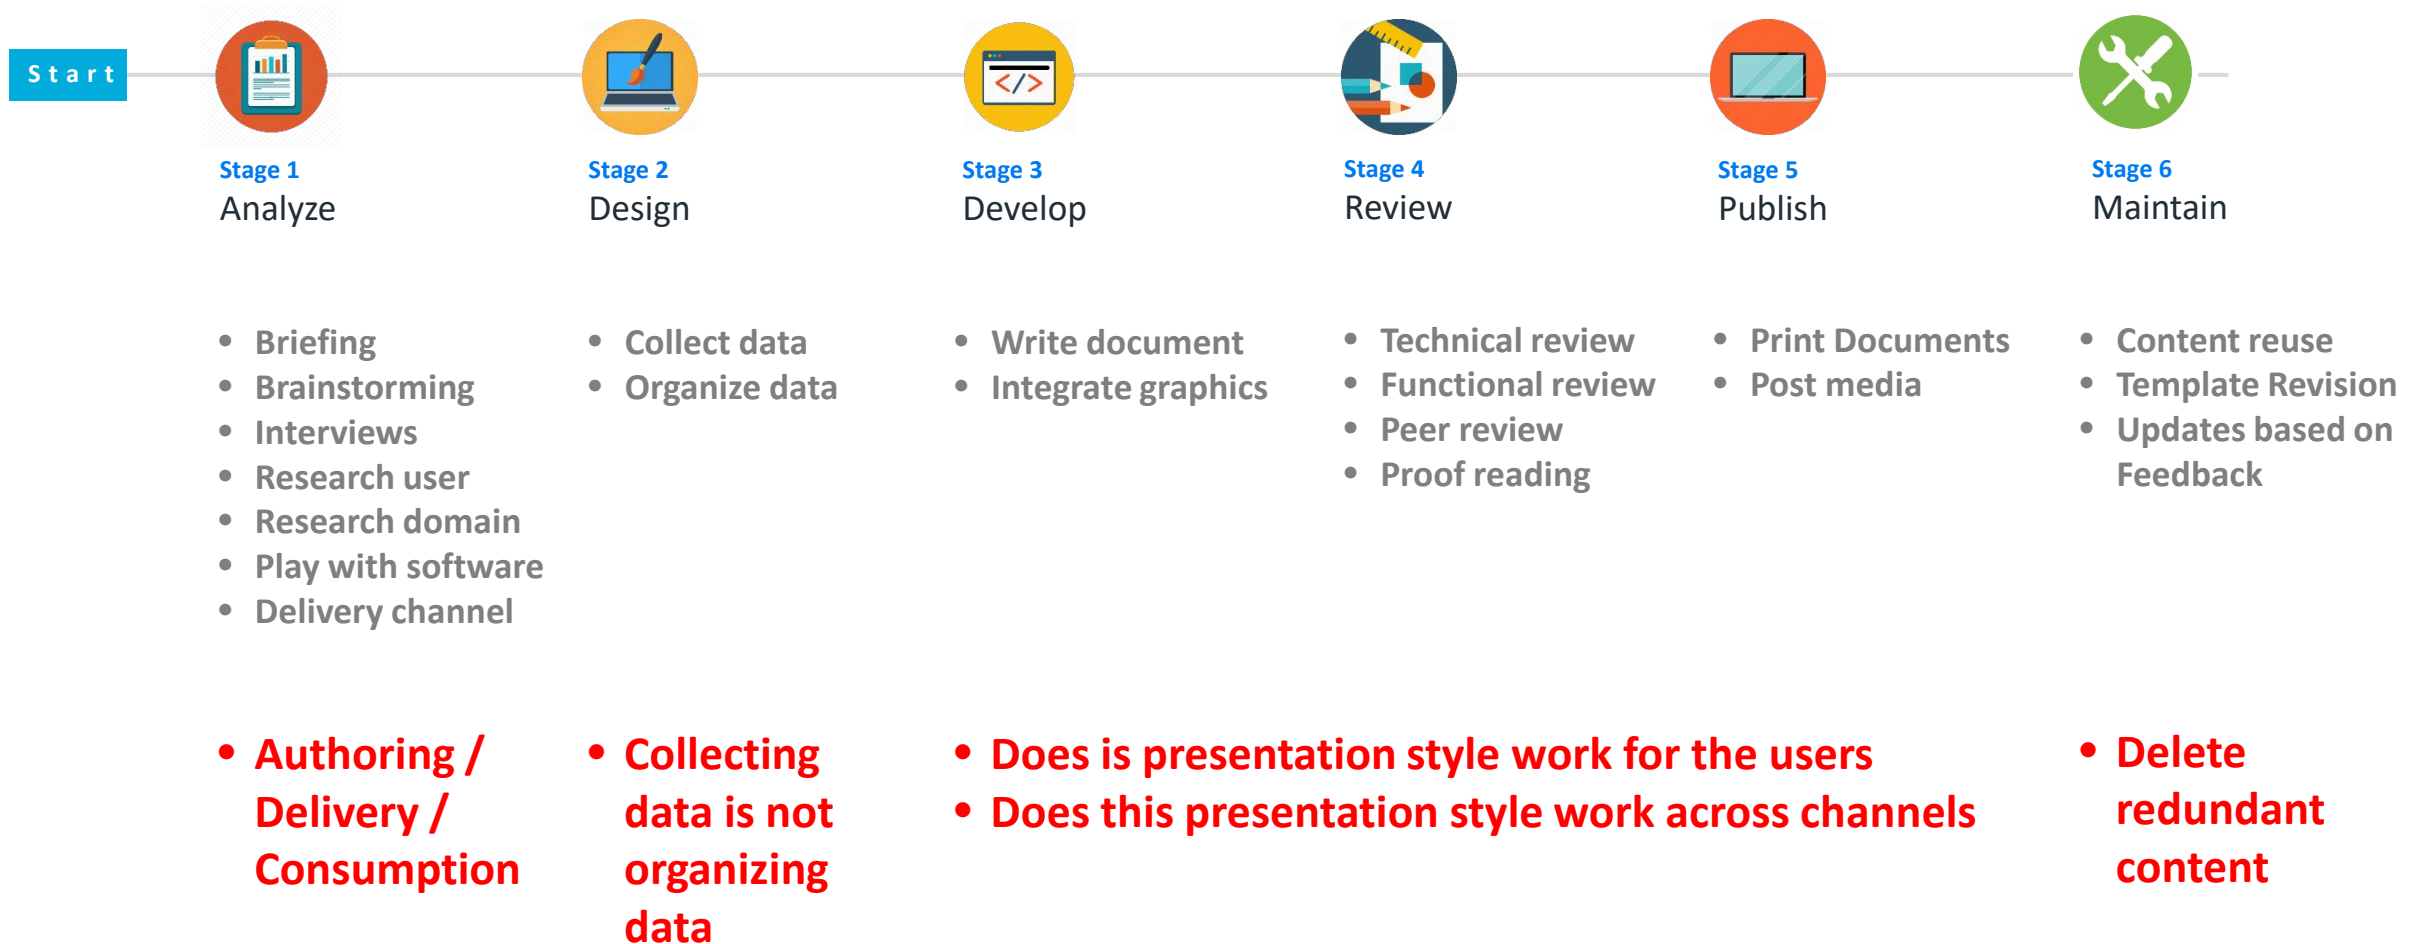 Start
Stage 1
Analyze
Stage 2
Design
Stage 3
Develop
Stage 4
Review
Stage 5
Publish
Stage 6
Maintain
• Briefing
• Brainstorming
• Interviews
• Research user
• Research domain
• Play with software
• Delivery channel
• Collect data
• Organize data
• Write document
• Integrate graphics
• Technical review
• Functional review
• Peer review
• Proof reading
• Print Documents
• Post media
• Content reuse
• Template Revision
• Updates based on
Feedback
• Authoring /
Delivery /
Consumption
• Collecting
data is not
organizing
data
• Does is presentation style work for the users
• Does this presentation style work across channels
• Delete
redundant
content